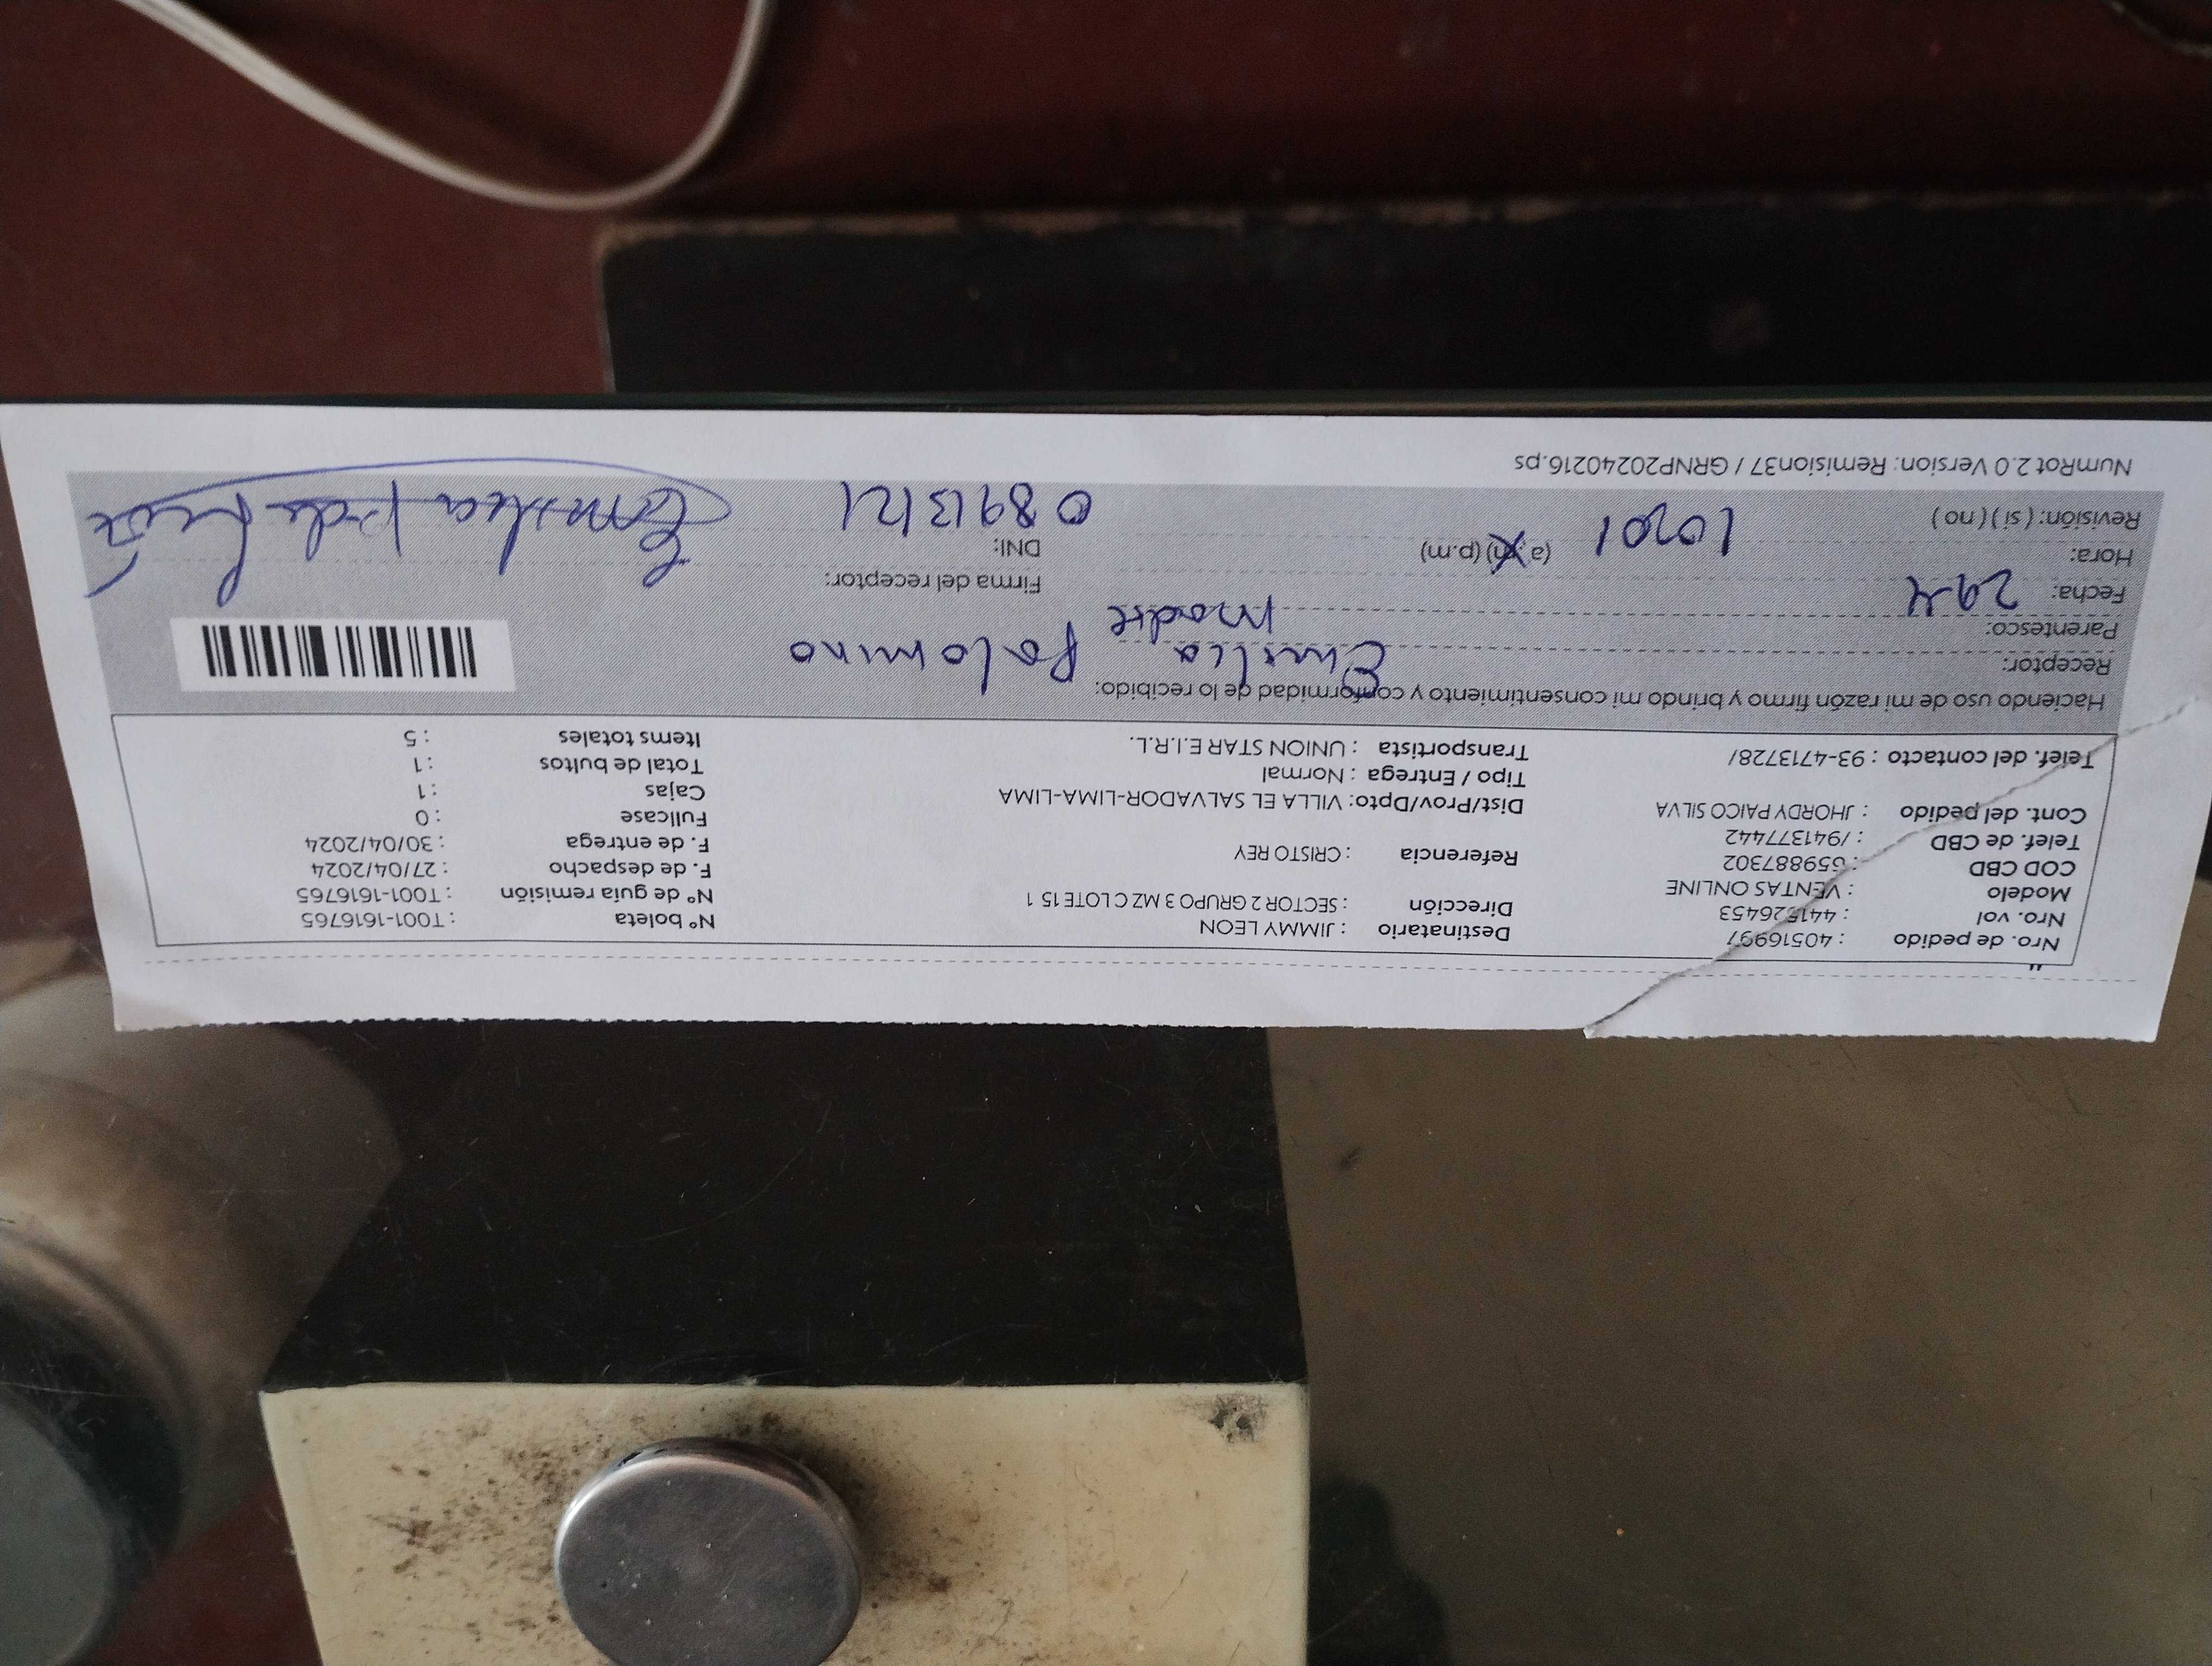 Nro. de pedido : 40516997
Nro. vol : 441526453
Modelo : VENTAS ONLINE
COD CBD : 659887302
Telef. de CBD : /941377442
Cont. del pedido : JHORDY PAICO SILVA
Telef. del contacto : 93-4713728/
Destinatario : JIMMY LEON
Dirección : SECTOR 2 GRUPO 3 MZ C LOTE 15 1
Referencia : CRISTO REY
Dist/Prov/Dpto: VILLA EL SALVADOR-LIMA-LIMA
Tipo / Entrega : Normal
Transportista : UNION STAR E.I.R.L.
N° boleta : T001-1616765
N° de guia remisión : T001-1616765
F. de despacho : 27/04/2024
F. de entrega : 30/04/2024
Fullcase : 0
Cajas : 1
Total de bultos : 1
Items totales : 5
Haciendo uso de mi razón firmo y brindo mi consentimiento y conformidad de lo recibido:
Receptor: Emilia Palomino
Parentesco: Madre
Fecha: 29.4
Hora: (a.m) (p.m)
Revisión: ( si ) ( no )
Firma del receptor: Emilia P de León
DNI: 08913121
NumRot 2.0 Version: Remision37 / GRNP20240216.ps